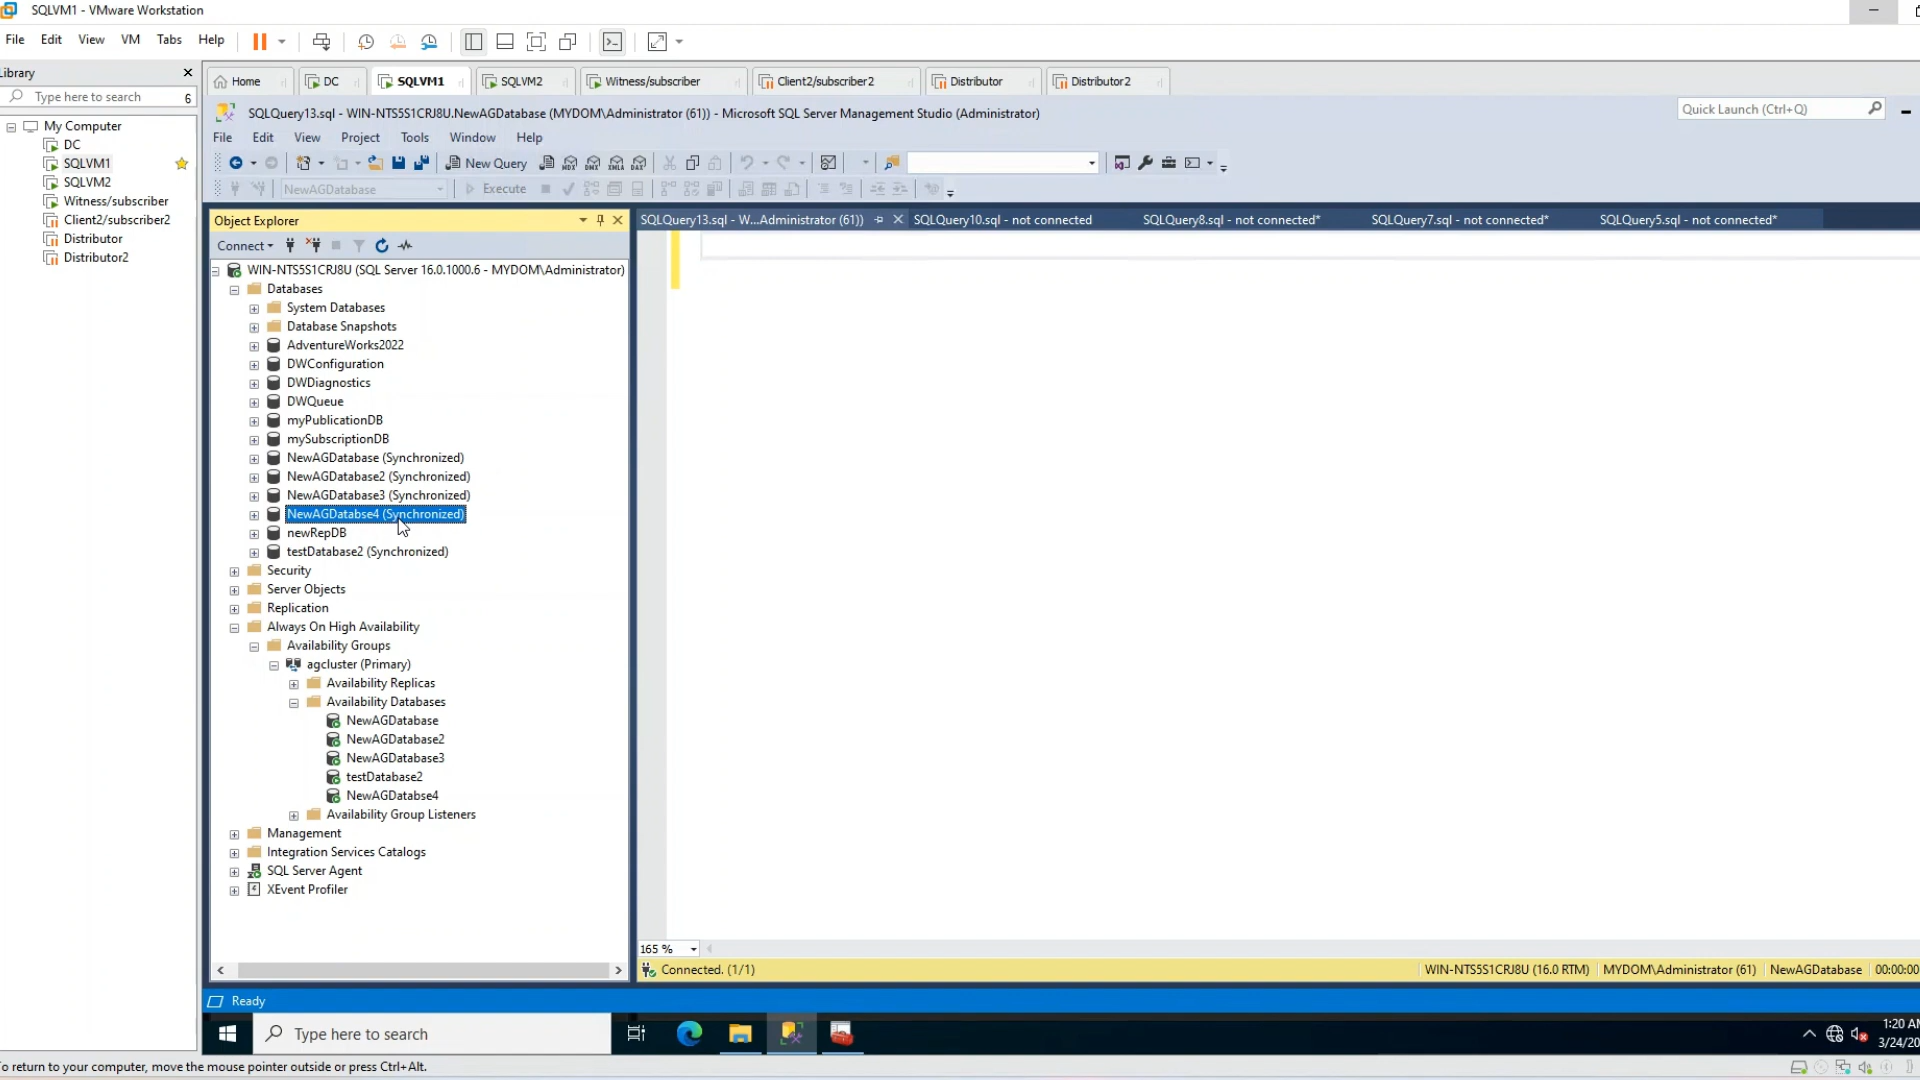 SQLVM1 - VMware Workstation
File Edit View VM Tabs Help
Library
Type here to search 6
My Computer
DC
SQLVM1
SQLVM2
Witness/subscriber
Client2/subscriber2
Distributor
Distributor2
Home DC SQLVM1 SQLVM2 Witness/subscriber Client2/subscriber2 Distributor Distributor2
SQLQuery13.sql - WIN-NTS5S1CRJ8U.NewAGDatabase (MYDOM\Administrator (61)) - Microsoft SQL Server Management Studio (Administrator)
Quick Launch (Ctrl+Q)
File Edit View Project Tools Window Help
New Query MDX DMX XMLA DAX
NewAGDatabase Execute
Object Explorer
Connect
WIN-NTS5S1CRJ8U (SQL Server 16.0.1000.6 - MYDOM\Administrator)
Databases
System Databases
Database Snapshots
AdventureWorks2022
DWConfiguration
DWDiagnostics
DWQueue
myPublicationDB
mySubscriptionDB
NewAGDatabase (Synchronized)
NewAGDatabase2 (Synchronized)
NewAGDatabase3 (Synchronized)
NewAGDatabse4 (Synchronized)
newRepDB
testDatabase2 (Synchronized)
Security
Server Objects
Replication
Always On High Availability
Availability Groups
agcluster (Primary)
Availability Replicas
Availability Databases
NewAGDatabase
NewAGDatabase2
NewAGDatabase3
testDatabase2
NewAGDatabse4
Availability Group Listeners
Management
Integration Services Catalogs
SQL Server Agent
XEvent Profiler
SQLQuery13.sql - W...Administrator (61)) SQLQuery10.sql - not connected SQLQuery8.sql - not connected* SQLQuery7.sql - not connected* SQLQuery5.sql - not connected*
165 %
Connected. (1/1) WIN-NTS5S1CRJ8U (16.0 RTM) MYDOM\Administrator (61) NewAGDatabase 00:00:00
Ready
Type here to search
1:20 AM
3/24/20
To return to your computer, move the mouse pointer outside or press Ctrl+Alt.